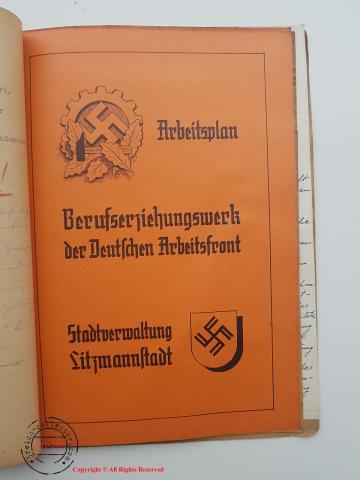 Arbeitsplan
Berufserziehungswerk
der Deutschen Arbeitsfront
Stadtverwaltung
Litzmannstadt
Copyright © All Rights Reserved